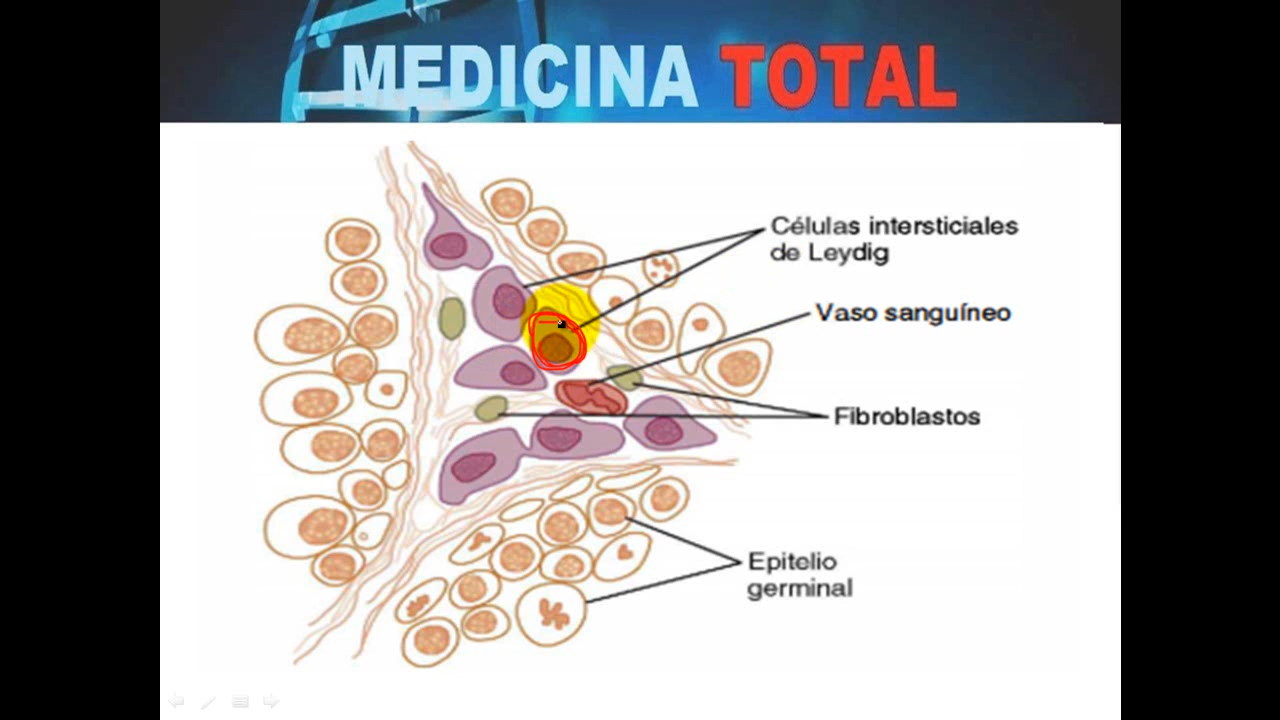 MEDICINA TOTAL
Células intersticiales
de Leydig
Vaso sanguíneo
Fibroblastos
Epitelio
germinal